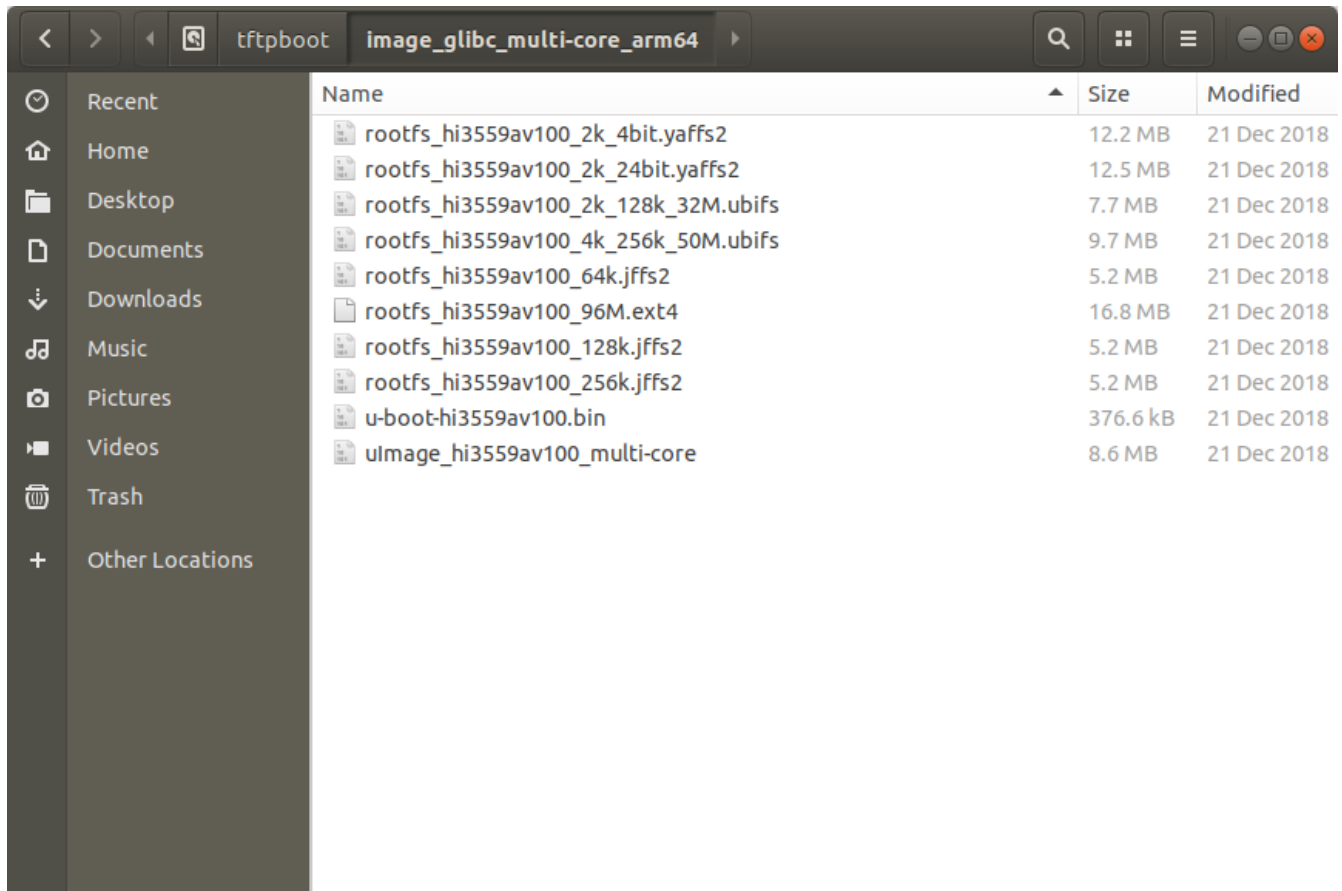 tftpboot image_glibc_multi-core_arm64
Recent
Home
Desktop
Documents
Downloads
Music
Pictures
Videos
Trash
Other Locations
Name Size Modified
rootfs_hi3559av100_2k_4bit.yaffs2 12.2 MB 21 Dec 2018
rootfs_hi3559av100_2k_24bit.yaffs2 12.5 MB 21 Dec 2018
rootfs_hi3559av100_2k_128k_32M.ubifs 7.7 MB 21 Dec 2018
rootfs_hi3559av100_4k_256k_50M.ubifs 9.7 MB 21 Dec 2018
rootfs_hi3559av100_64k.jffs2 5.2 MB 21 Dec 2018
rootfs_hi3559av100_96M.ext4 16.8 MB 21 Dec 2018
rootfs_hi3559av100_128k.jffs2 5.2 MB 21 Dec 2018
rootfs_hi3559av100_256k.jffs2 5.2 MB 21 Dec 2018
u-boot-hi3559av100.bin 376.6 kB 21 Dec 2018
uImage_hi3559av100_multi-core 8.6 MB 21 Dec 2018